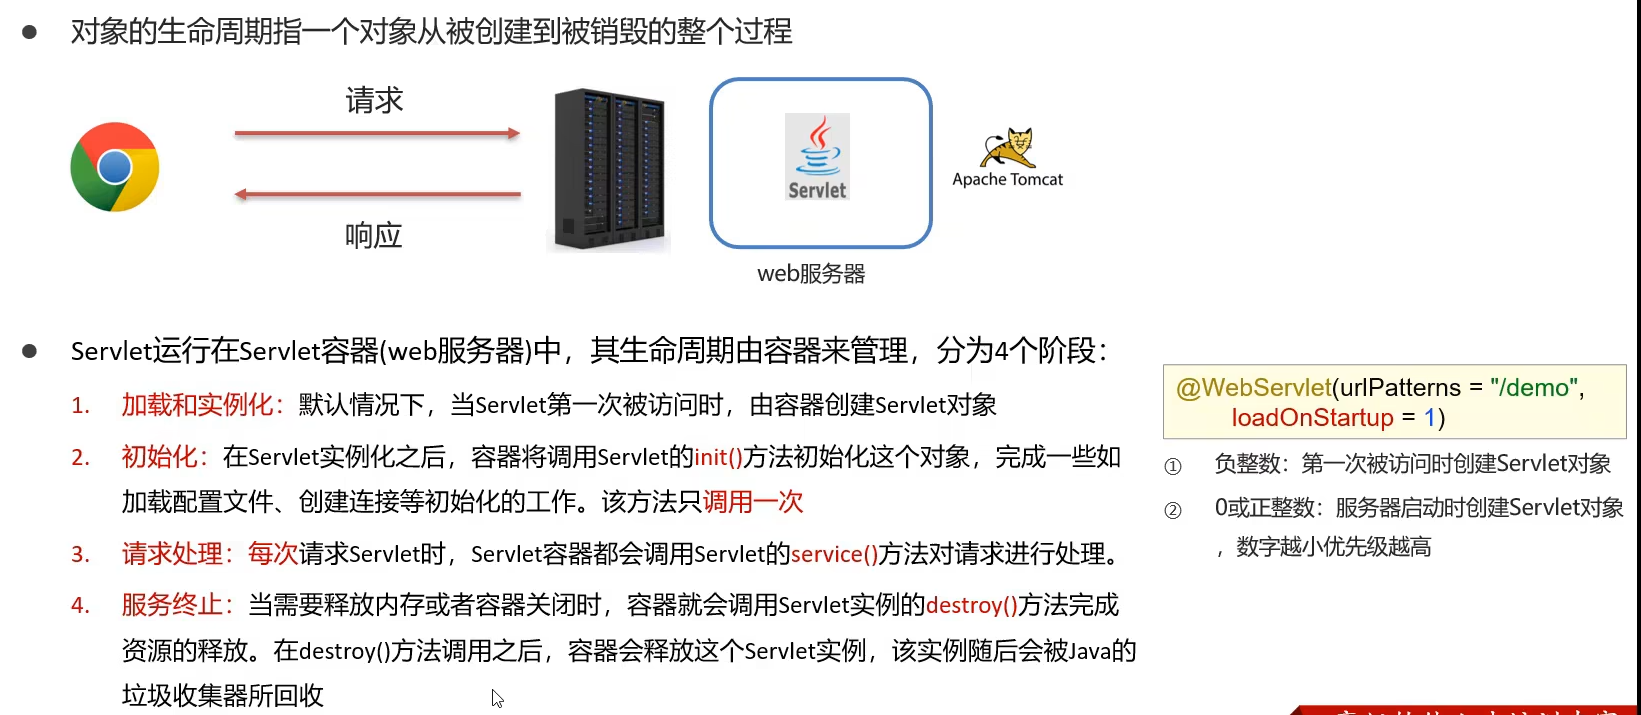 对象的生命周期指一个对象从被创建到被销毁的整个过程
请求
响应
Servlet
web服务器
Apache Tomcat
Servlet运行在Servlet容器(web服务器)中，其生命周期由容器来管理，分为4个阶段：
1. 加载和实例化：默认情况下，当Servlet第一次被访问时，由容器创建Servlet对象
2. 初始化：在Servlet实例化之后，容器将调用Servlet的init()方法初始化这个对象，完成一些如
加载配置文件、创建连接等初始化的工作。该方法只调用一次
3. 请求处理：每次请求Servlet时，Servlet容器都会调用Servlet的service()方法对请求进行处理。
4. 服务终止：当需要释放内存或者容器关闭时，容器就会调用Servlet实例的destroy()方法完成
资源的释放。在destroy()方法调用之后，容器会释放这个Servlet实例，该实例随后会被Java的
垃圾收集器所回收
@WebServlet(urlPatterns = "/demo",
loadOnStartup = 1)
① 负整数：第一次被访问时创建Servlet对象
② 0或正整数：服务器启动时创建Servlet对象
，数字越小优先级越高